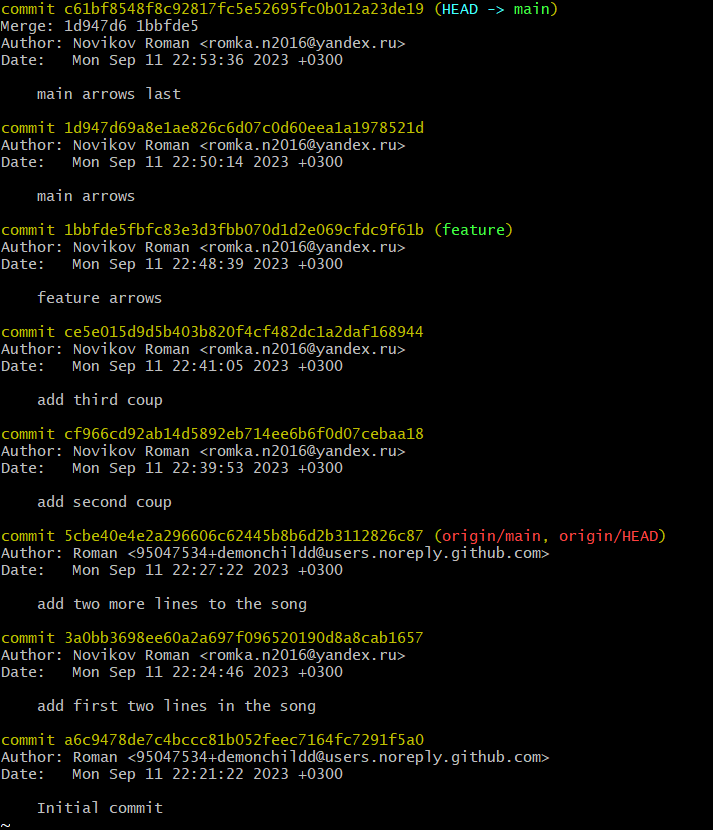 commit c61bf8548f8c92817fc5e52695fc0b012a23de19 (HEAD -> main)
Merge: 1d947d6 1bbfde5
Author: Novikov Roman <romka.n2016@yandex.ru>
Date:   Mon Sep 11 22:53:36 2023 +0300

    main arrows last

commit 1d947d69a8e1ae826c6d07c0d60eea1a1978521d
Author: Novikov Roman <romka.n2016@yandex.ru>
Date:   Mon Sep 11 22:50:14 2023 +0300

    main arrows

commit 1bbfde5fbfc83e3d3fbb070d1d2e069cfdc9f61b (feature)
Author: Novikov Roman <romka.n2016@yandex.ru>
Date:   Mon Sep 11 22:48:39 2023 +0300

    feature arrows

commit ce5e015d9d5b403b820f4cf482dc1a2daf168944
Author: Novikov Roman <romka.n2016@yandex.ru>
Date:   Mon Sep 11 22:41:05 2023 +0300

    add third coup

commit cf966cd92ab14d5892eb714ee6b6f0d07cebaa18
Author: Novikov Roman <romka.n2016@yandex.ru>
Date:   Mon Sep 11 22:39:53 2023 +0300

    add second coup

commit 5cbe40e4e2a296606c62445b8b6d2b3112826c87 (origin/main, origin/HEAD)
Author: Roman <95047534+demonchildd@users.noreply.github.com>
Date:   Mon Sep 11 22:27:22 2023 +0300

    add two more lines to the song

commit 3a0bb3698ee60a2a697f096520190d8a8cab1657
Author: Novikov Roman <romka.n2016@yandex.ru>
Date:   Mon Sep 11 22:24:46 2023 +0300

    add first two lines in the song

commit a6c9478de7c4bccc81b052feec7164fc7291f5a0
Author: Roman <95047534+demonchildd@users.noreply.github.com>
Date:   Mon Sep 11 22:21:22 2023 +0300

    Initial commit
~